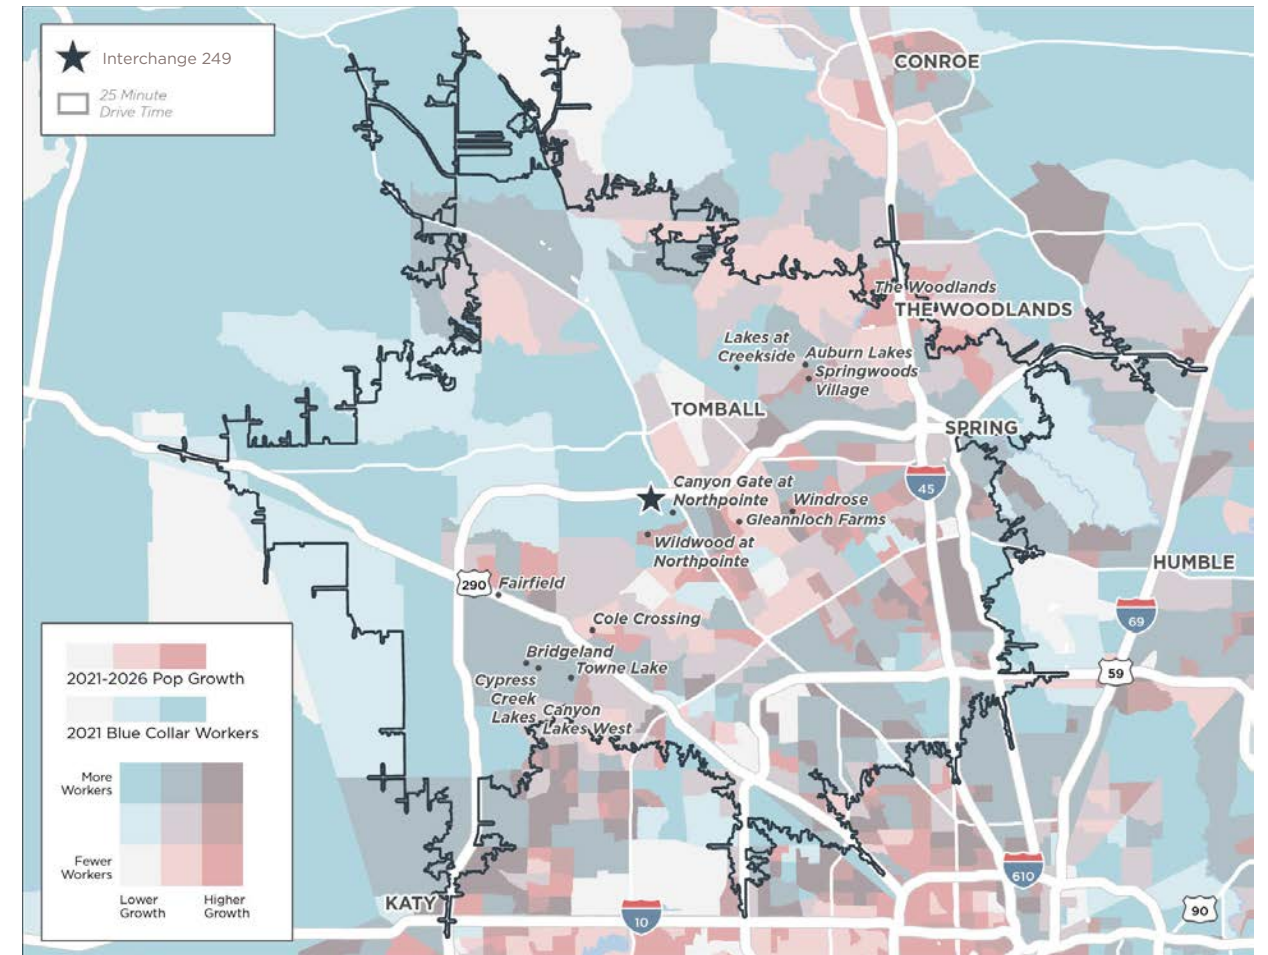 Interchange 249
25 Minute
Drive Time
CONROE
The Woodlands
THE WOODLANDS
Lakes at
Creekside
Auburn Lakes
Springwoods
Village
TOMBALL
SPRING
45
Canyon Gate at
Northpointe
Windrose
Gleannloch Farms
Wildwood at
Northpointe
HUMBLE
290
Fairfield
69
Cole Crossing
Bridgeland
Towne Lake
59
Cypress
Creek
Lakes
Canyon
Lakes West
2021-2026 Pop Growth
2021 Blue Collar Workers
More
Workers
Fewer
Workers
Lower
Growth
Higher
Growth
610
KATY
10
90